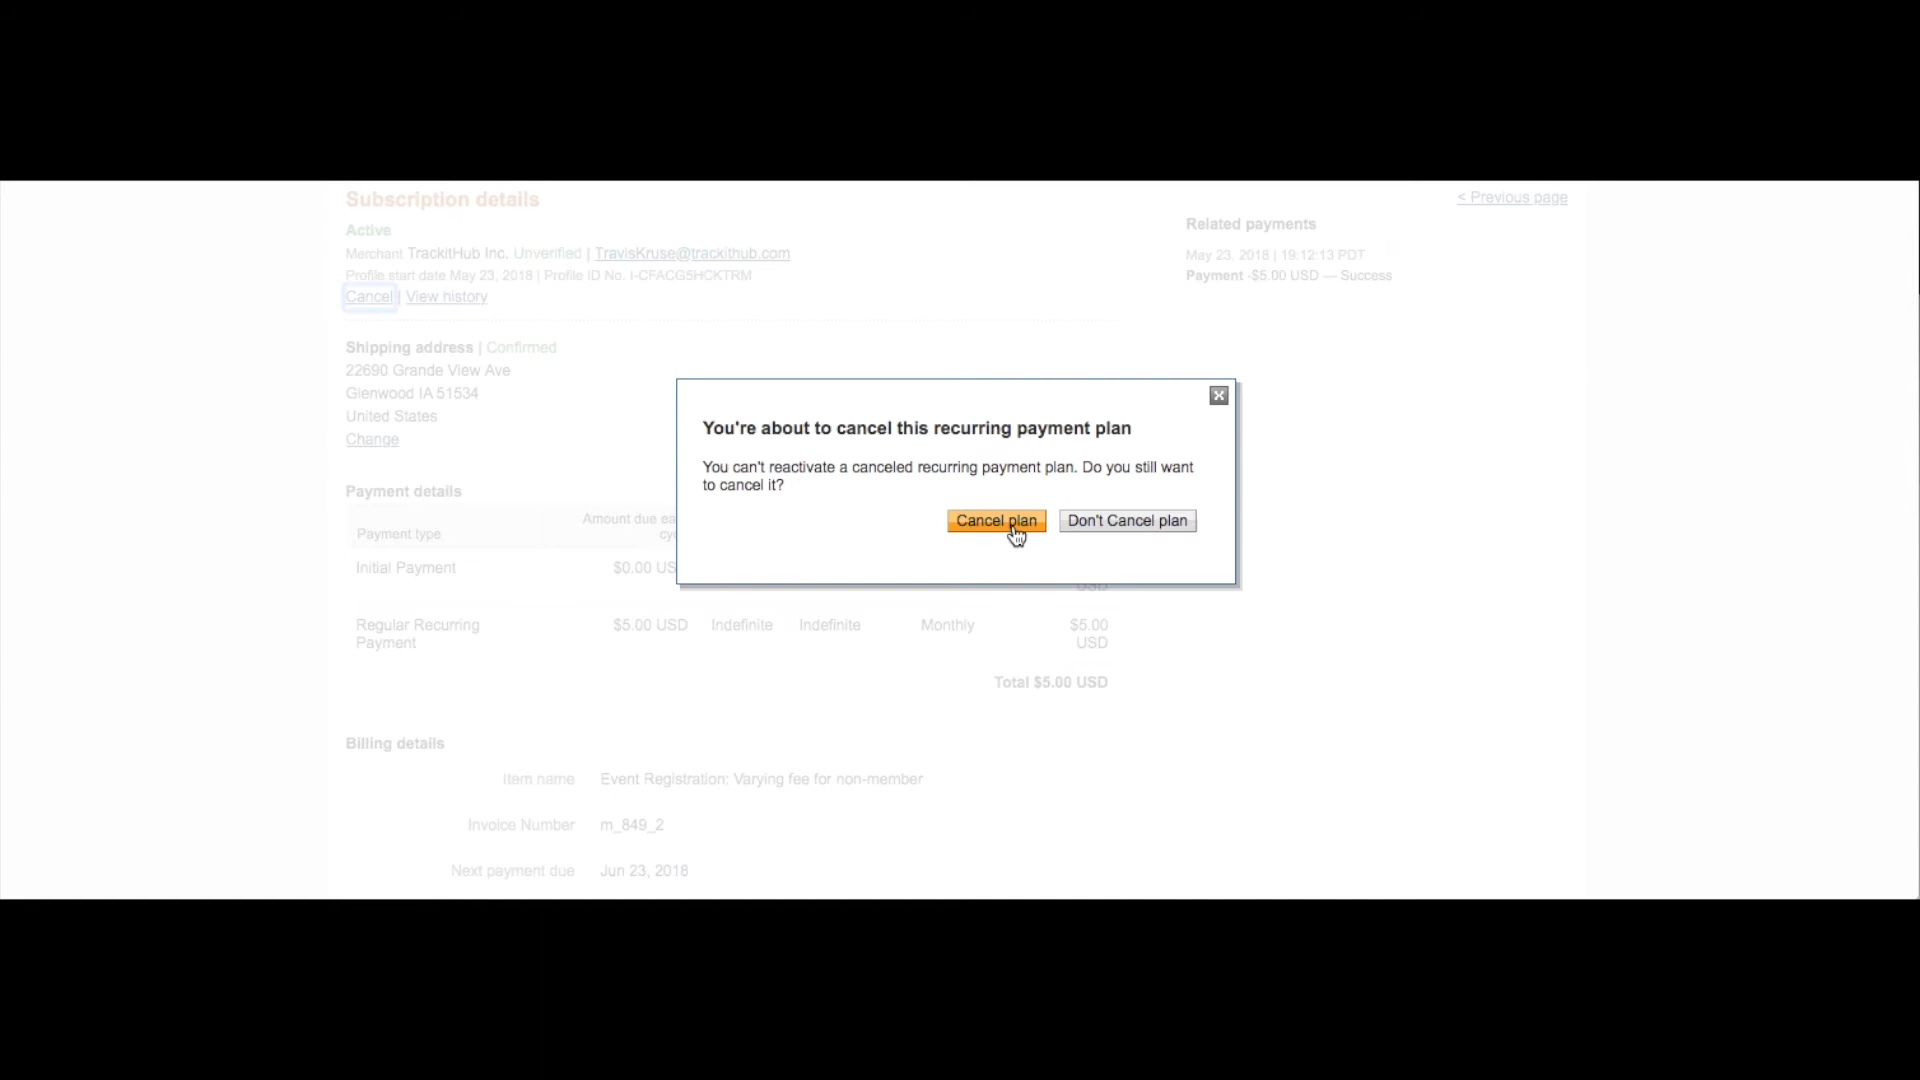 Subscription details
< Previous page
Active
Related payments
Merchant TrackitHub Inc. Unverified | TravisKruse@trackithub.com
May 23, 2018 | 19:12:13 PDT
Profile start date May 23, 2018 | Profile ID No. I-CFACG5HCKTRM
Payment -$5.00 USD — Success
Cancel | View history
Shipping address | Confirmed
22690 Grande View Ave
Glenwood IA 51534
United States
Change
You're about to cancel this recurring payment plan
You can't reactivate a canceled recurring payment plan. Do you still want
to cancel it?
Cancel plan
Don't Cancel plan
Payment details
Payment type
Amount due ea
cy
Initial Payment
$0.00 US
USD
Regular Recurring
Payment
$5.00 USD
Indefinite
Indefinite
Monthly
$5.00
USD
Total $5.00 USD
Billing details
Item name Event Registration: Varying fee for non-member
Invoice Number m_849_2
Next payment due Jun 23, 2018